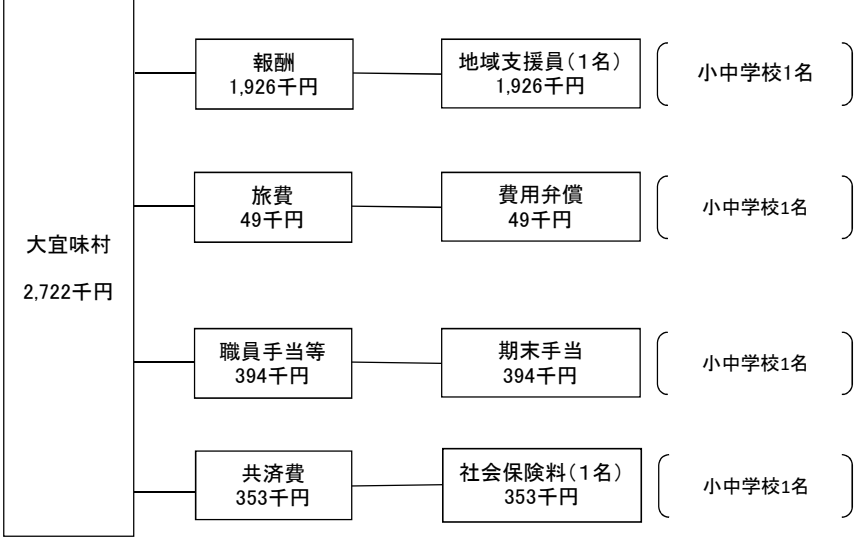 大宜味村
2,722千円
報酬
1,926千円
地域支援員（１名）
1,926千円
小中学校1名
旅費
49千円
費用弁償
49千円
小中学校1名
職員手当等
394千円
期末手当
394千円
小中学校1名
共済費
353千円
社会保険料（１名）
353千円
小中学校1名